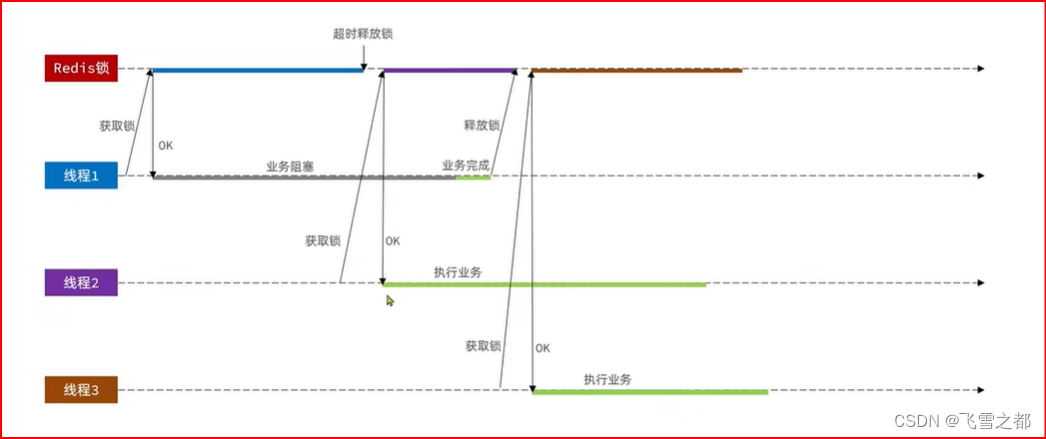 超时释放锁
Redis锁
获取锁
OK
释放锁
线程1
业务阻塞
业务完成
获取锁
OK
线程2
执行业务
获取锁
OK
线程3
执行业务
CSDN @飞雪之都